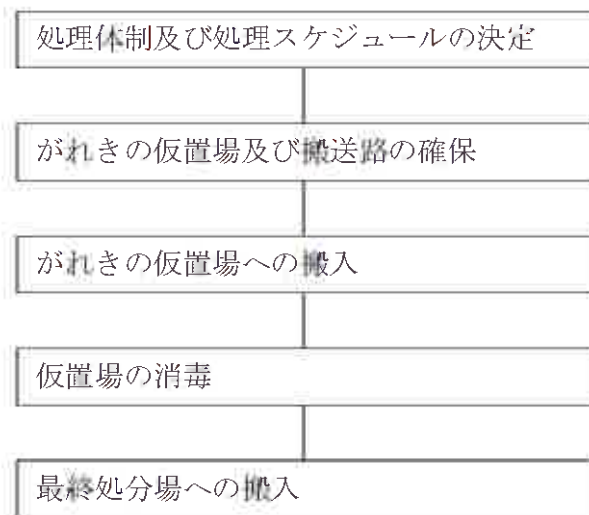 処理体制及び処理スケジュールの決定
がれきの仮置場及び搬送路の確保
がれきの仮置場への搬入
仮置場の消毒
最終処分場への搬入